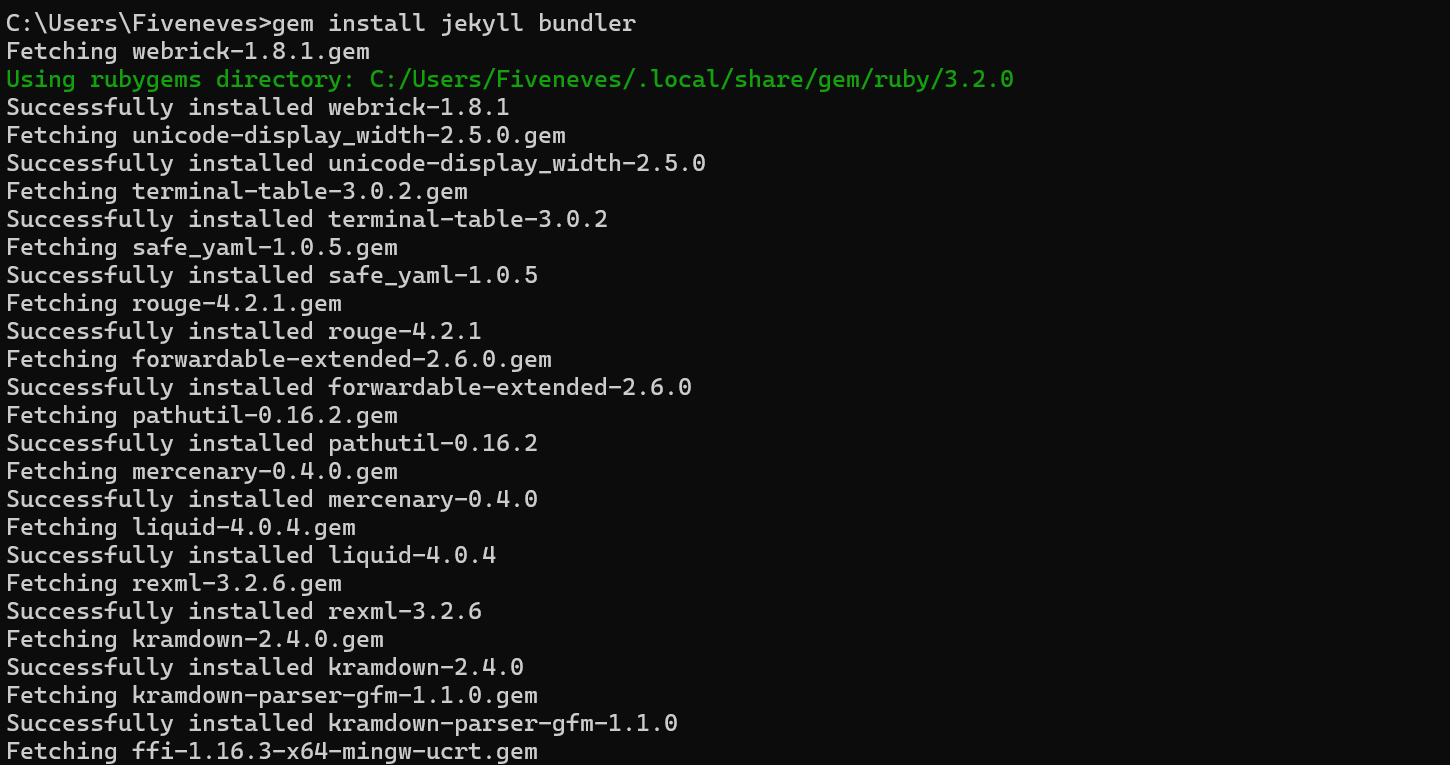 C:\Users\Fiveneves>gem install jekyll bundler
Fetching webrick-1.8.1.gem
Using rubygems directory: C:/Users/Fiveneves/.local/share/gem/ruby/3.2.0
Successfully installed webrick-1.8.1
Fetching unicode-display_width-2.5.0.gem
Successfully installed unicode-display_width-2.5.0
Fetching terminal-table-3.0.2.gem
Successfully installed terminal-table-3.0.2
Fetching safe_yaml-1.0.5.gem
Successfully installed safe_yaml-1.0.5
Fetching rouge-4.2.1.gem
Successfully installed rouge-4.2.1
Fetching forwardable-extended-2.6.0.gem
Successfully installed forwardable-extended-2.6.0
Fetching pathutil-0.16.2.gem
Successfully installed pathutil-0.16.2
Fetching mercenary-0.4.0.gem
Successfully installed mercenary-0.4.0
Fetching liquid-4.0.4.gem
Successfully installed liquid-4.0.4
Fetching rexml-3.2.6.gem
Successfully installed rexml-3.2.6
Fetching kramdown-2.4.0.gem
Successfully installed kramdown-2.4.0
Fetching kramdown-parser-gfm-1.1.0.gem
Successfully installed kramdown-parser-gfm-1.1.0
Fetching ffi-1.16.3-x64-mingw-ucrt.gem